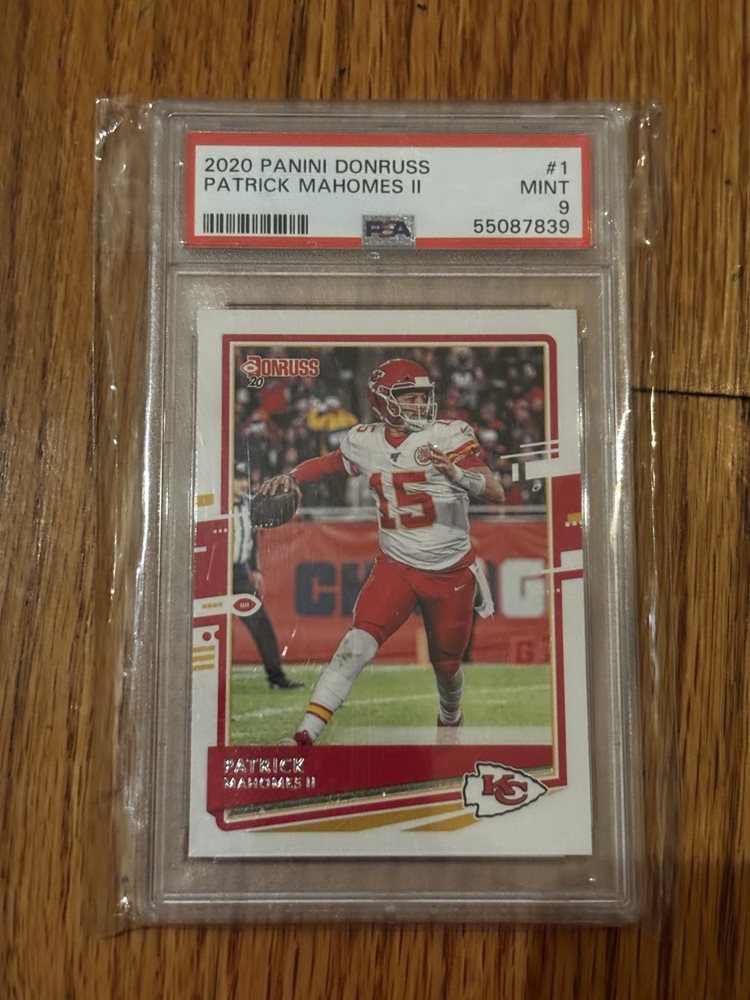 2020 PANINI DONRUSS #1
PATRICK MAHOMES II MINT
9
PSA 55087839
DONRUSS
20
15
15
CH G
G
PATRICK
MAHOMES II
KC